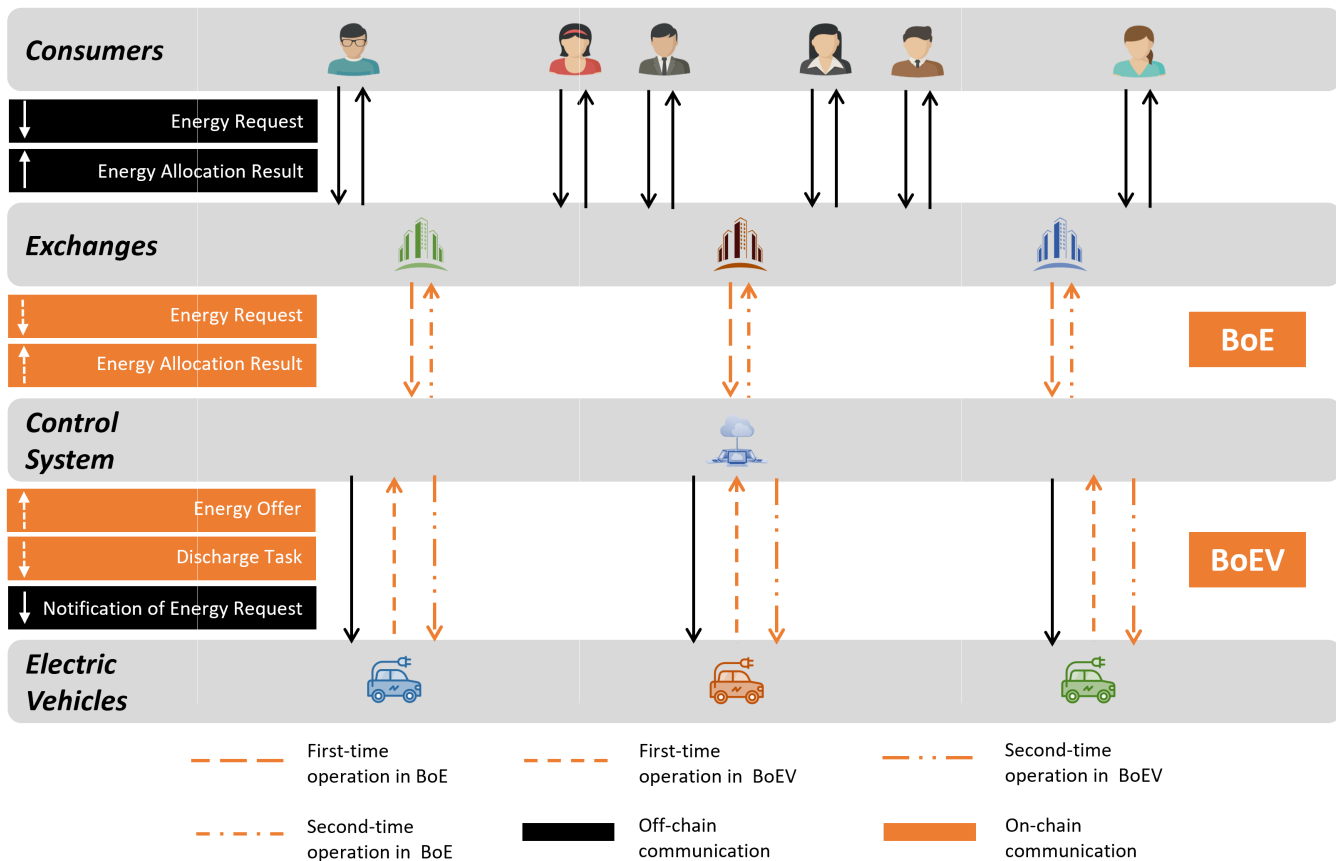 Consumers
Energy Request
Energy Allocation Result
Exchanges
Energy Request
Energy Allocation Result
BoE
Control
System
Energy Offer
Discharge Task
Notification of Energy Request
BoEV
Electric
Vehicles
First-time
operation in BoE
First-time
operation in BoEV
Second-time
operation in BoEV
Second-time
operation in BoE
Off-chain
communication
On-chain
communication